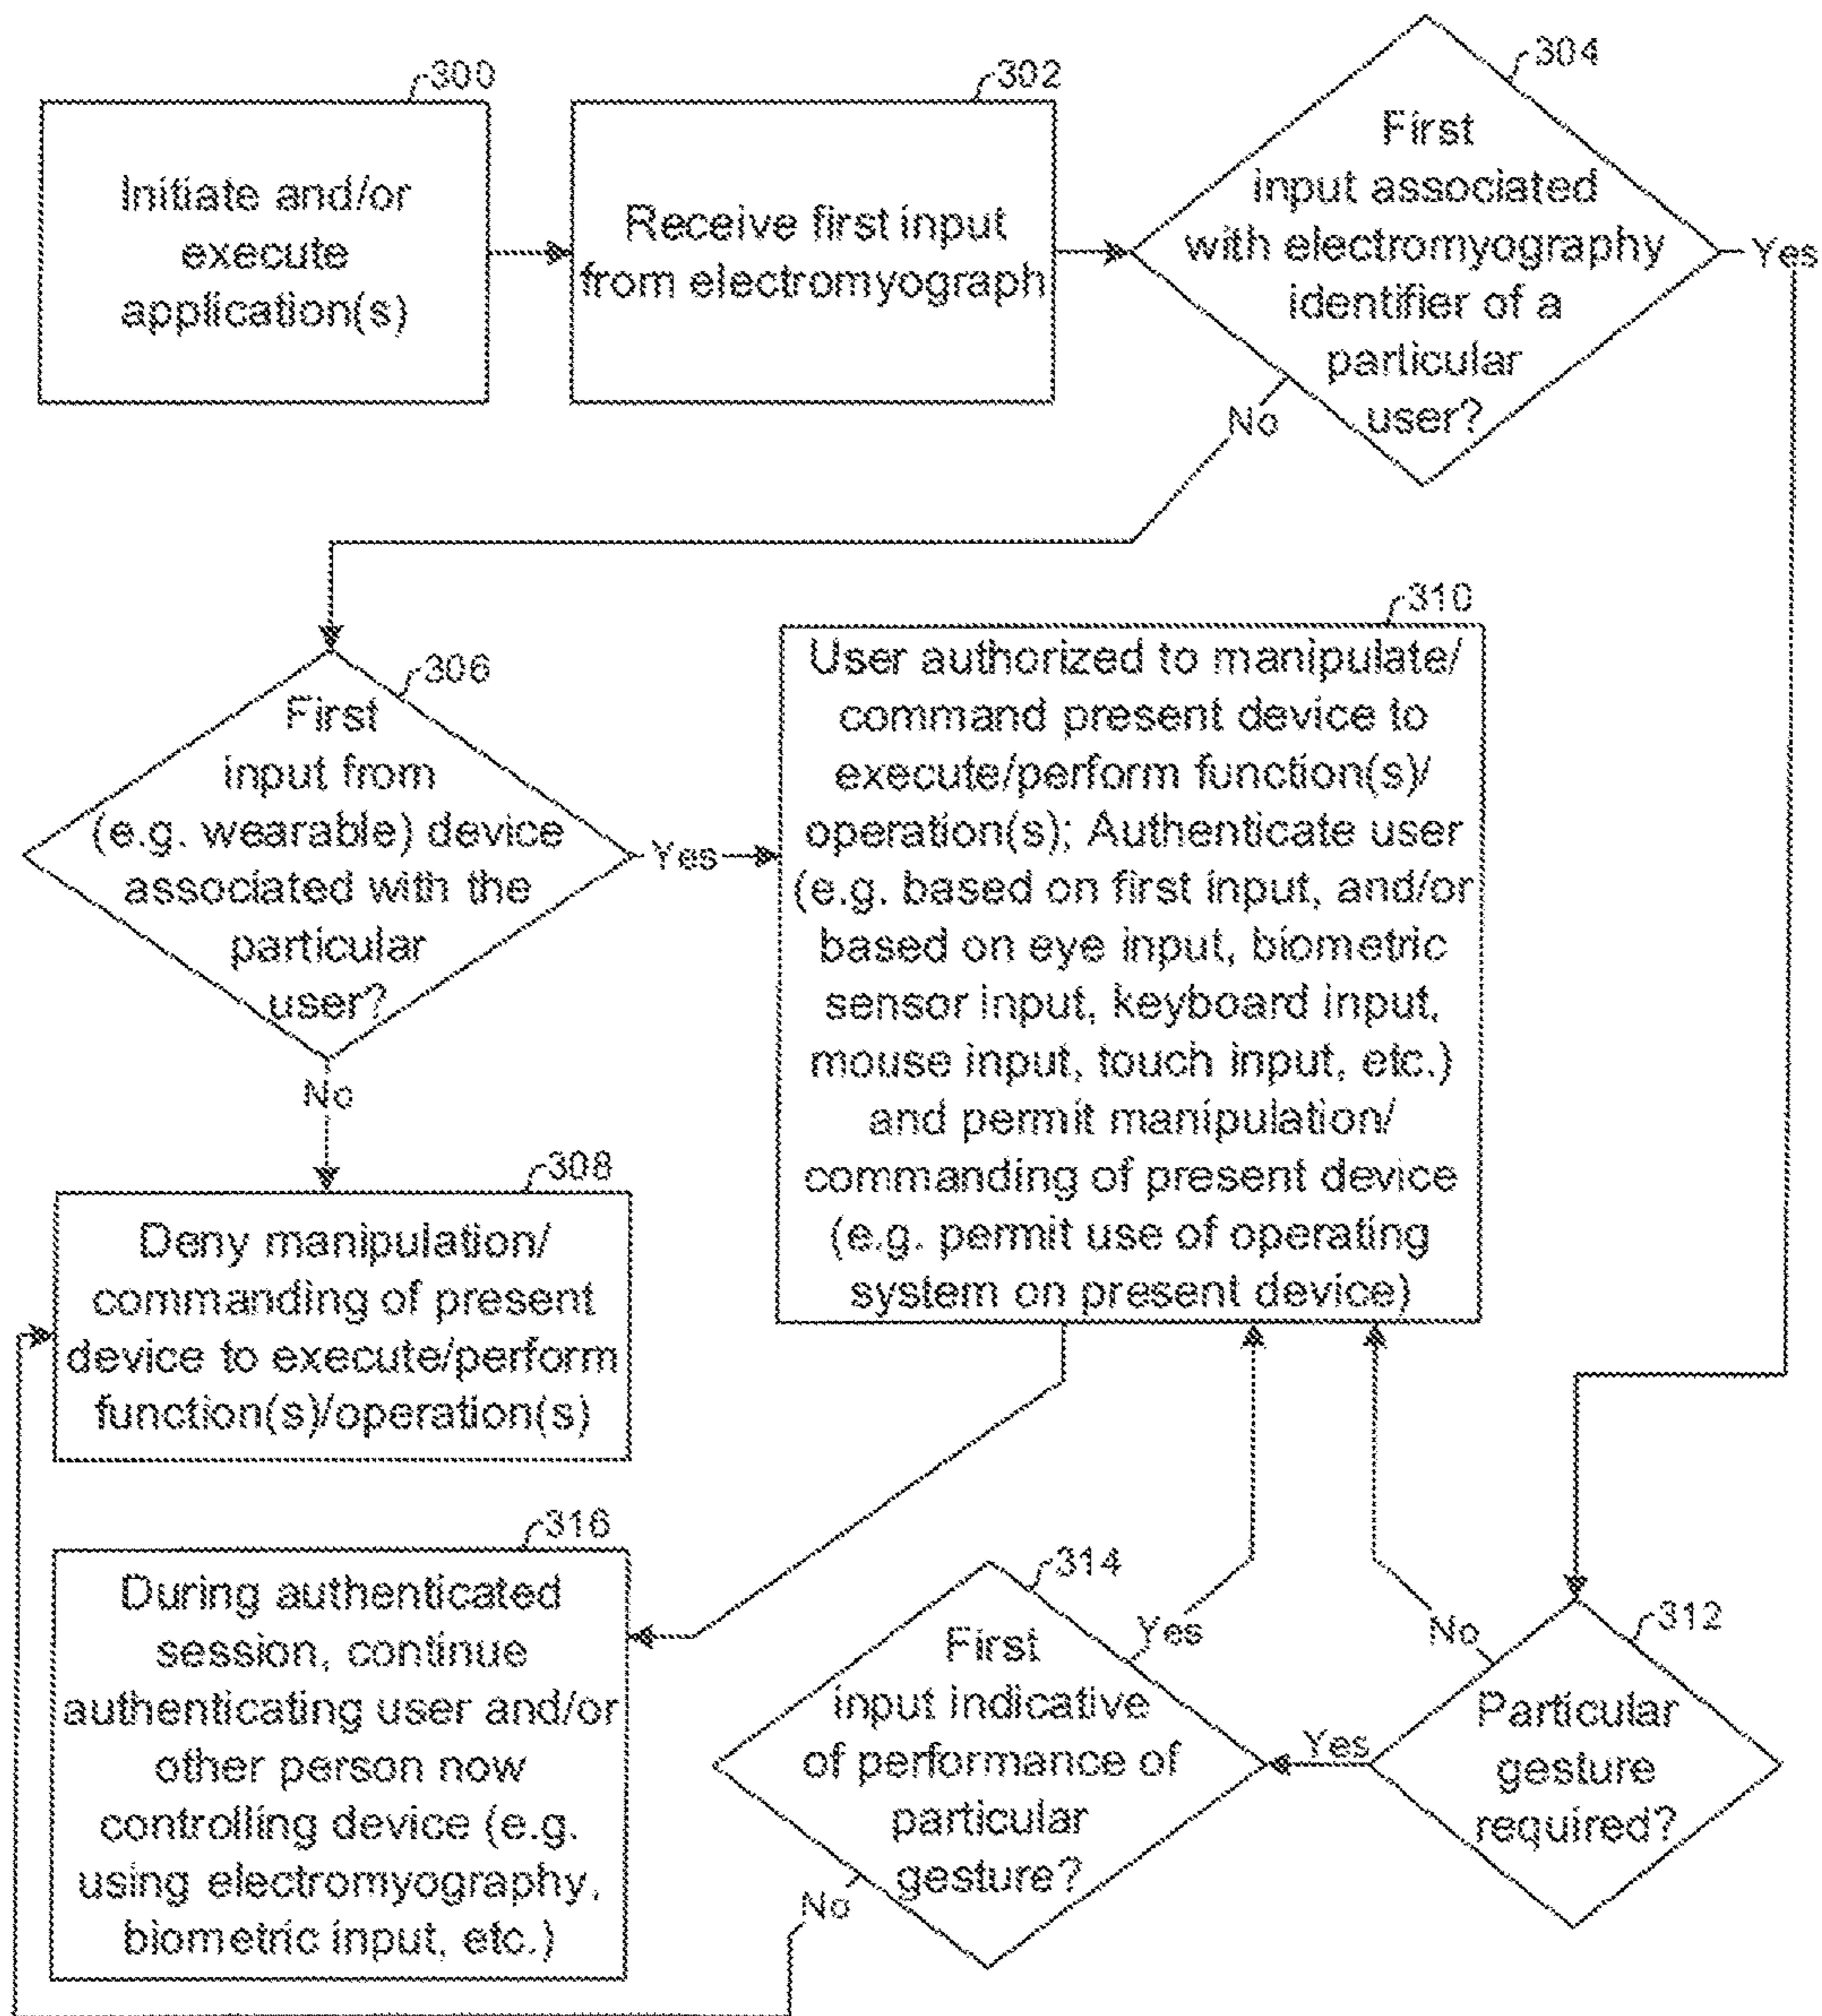 300
Initiate and/or
execute
application(s)
302
Receive first input
from electromyograph
304
First
input associated
with electromyography
identifier of a
particular
user?
Yes
No
306
First
input from
(e.g. wearable) device
associated with the
particular
user?
Yes
No
310
User authorized to manipulate/
command present device to
execute/perform function(s)/
operation(s); Authenticate user
(e.g. based on first input, and/or
based on eye input, biometric
sensor input, keyboard input,
mouse input, touch input, etc.)
and permit manipulation/
commanding of present device
(e.g. permit use of operating
system on present device)
308
Deny manipulation/
commanding of present
device to execute/perform
function(s)/operation(s)
316
During authenticated
session, continue
authenticating user and/or
other person now
controlling device (e.g.
using electromyography,
biometric input, etc.)
314
First
input indicative
of performance of
particular
gesture?
Yes
No
312
Particular
gesture
required?
No
Yes